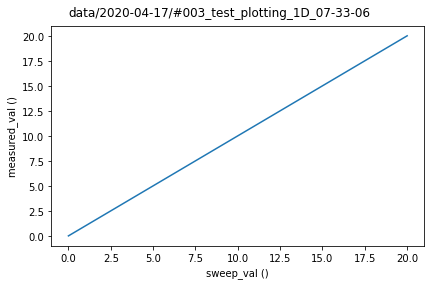 data/2020-04-17/#003_test_plotting_1D_07-33-06
20.0
17.5
15.0
12.5
10.0
7.5
5.0
2.5
0.0
measured_val ()
0.0 2.5 5.0 7.5 10.0 12.5 15.0 17.5 20.0
sweep_val ()